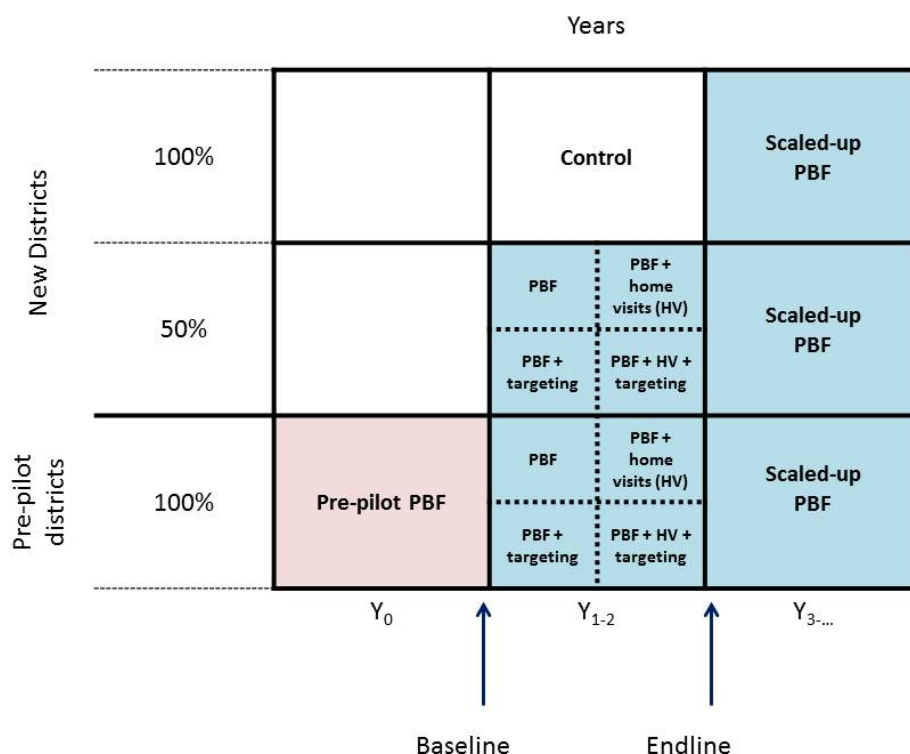 Years
New Districts
100%
Control
Scaled-up
PBF
50%
PBF
PBF +
home
visits (HV)
PBF +
targeting
PBF + HV +
targeting
Scaled-up
PBF
Pre-pilot
districts
100%
Pre-pilot PBF
PBF
PBF +
home
visits (HV)
PBF +
targeting
PBF + HV +
targeting
Scaled-up
PBF
Y0
Y1-2
Y3-...
Baseline
Endline